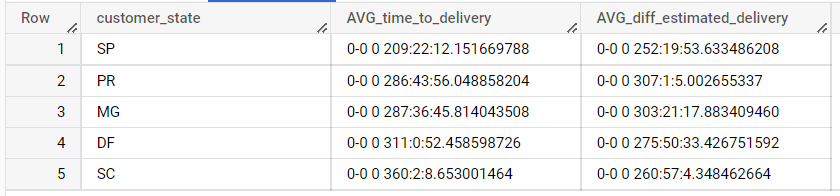 Row customer_state AVG_time_to_delivery AVG_diff_estimated_delivery
1 SP 0-0 0 209:22:12.151669788 0-0 0 252:19:53.633486208
2 PR 0-0 0 286:43:56.048858204 0-0 0 307:1:5.002655337
3 MG 0-0 0 287:36:45.814043508 0-0 0 303:21:17.883409460
4 DF 0-0 0 311:0:52.458598726 0-0 0 275:50:33.426751592
5 SC 0-0 0 360:2:8.653001464 0-0 0 260:57:4.348462664